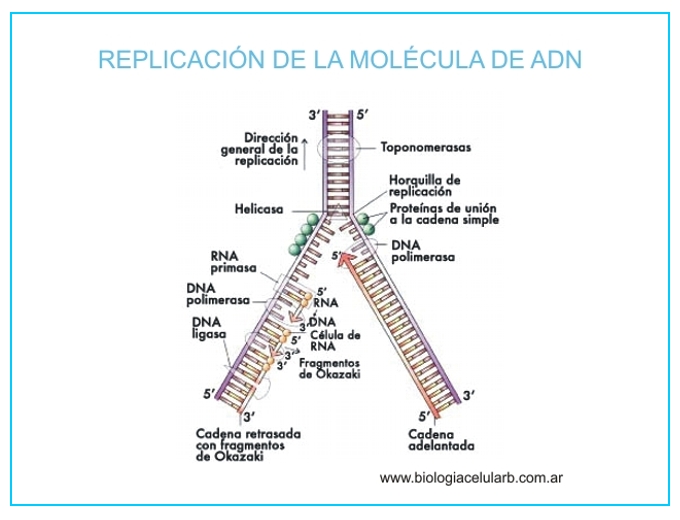 REPLICACIÓN DE LA MOLÉCULA DE ADN
3’ 5’
Dirección
general de la
replicación
Toponomerasas
Horquilla de
replicación
Helicasa
Proteínas de unión
a la cadena simple
DNA
polimerasa
5’
RNA
primasa
DNA
polimerasa
5’
RNA
DNA
3’
DNA
ligasa
Célula de
RNA
5’
3’
3’
Fragmentos
de Okazaki
5’
3’
3’
5’
Cadena retrasada
con fragmentos
de Okazaki
Cadena
adelantada
www.biologiacelularb.com.ar